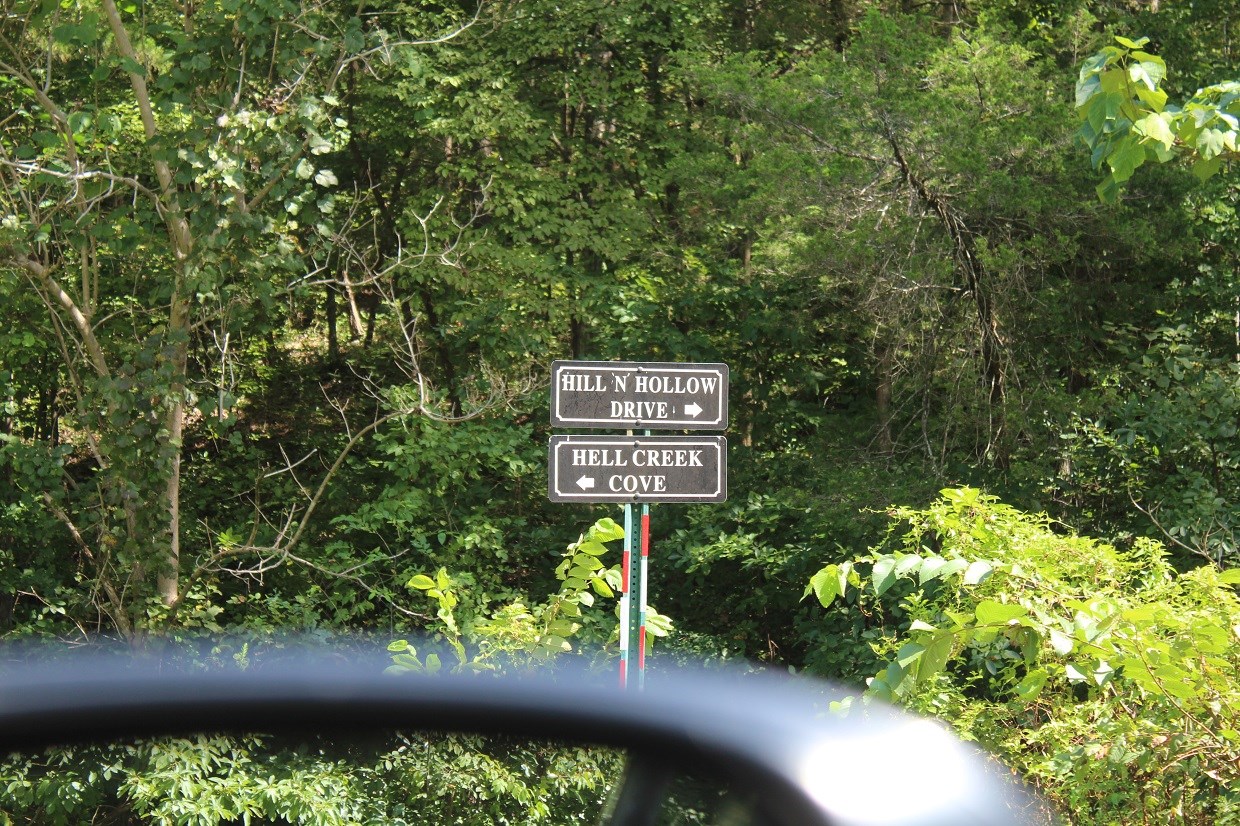 HILL 'N' HOLLOW
DRIVE →
HELL CREEK
← COVE